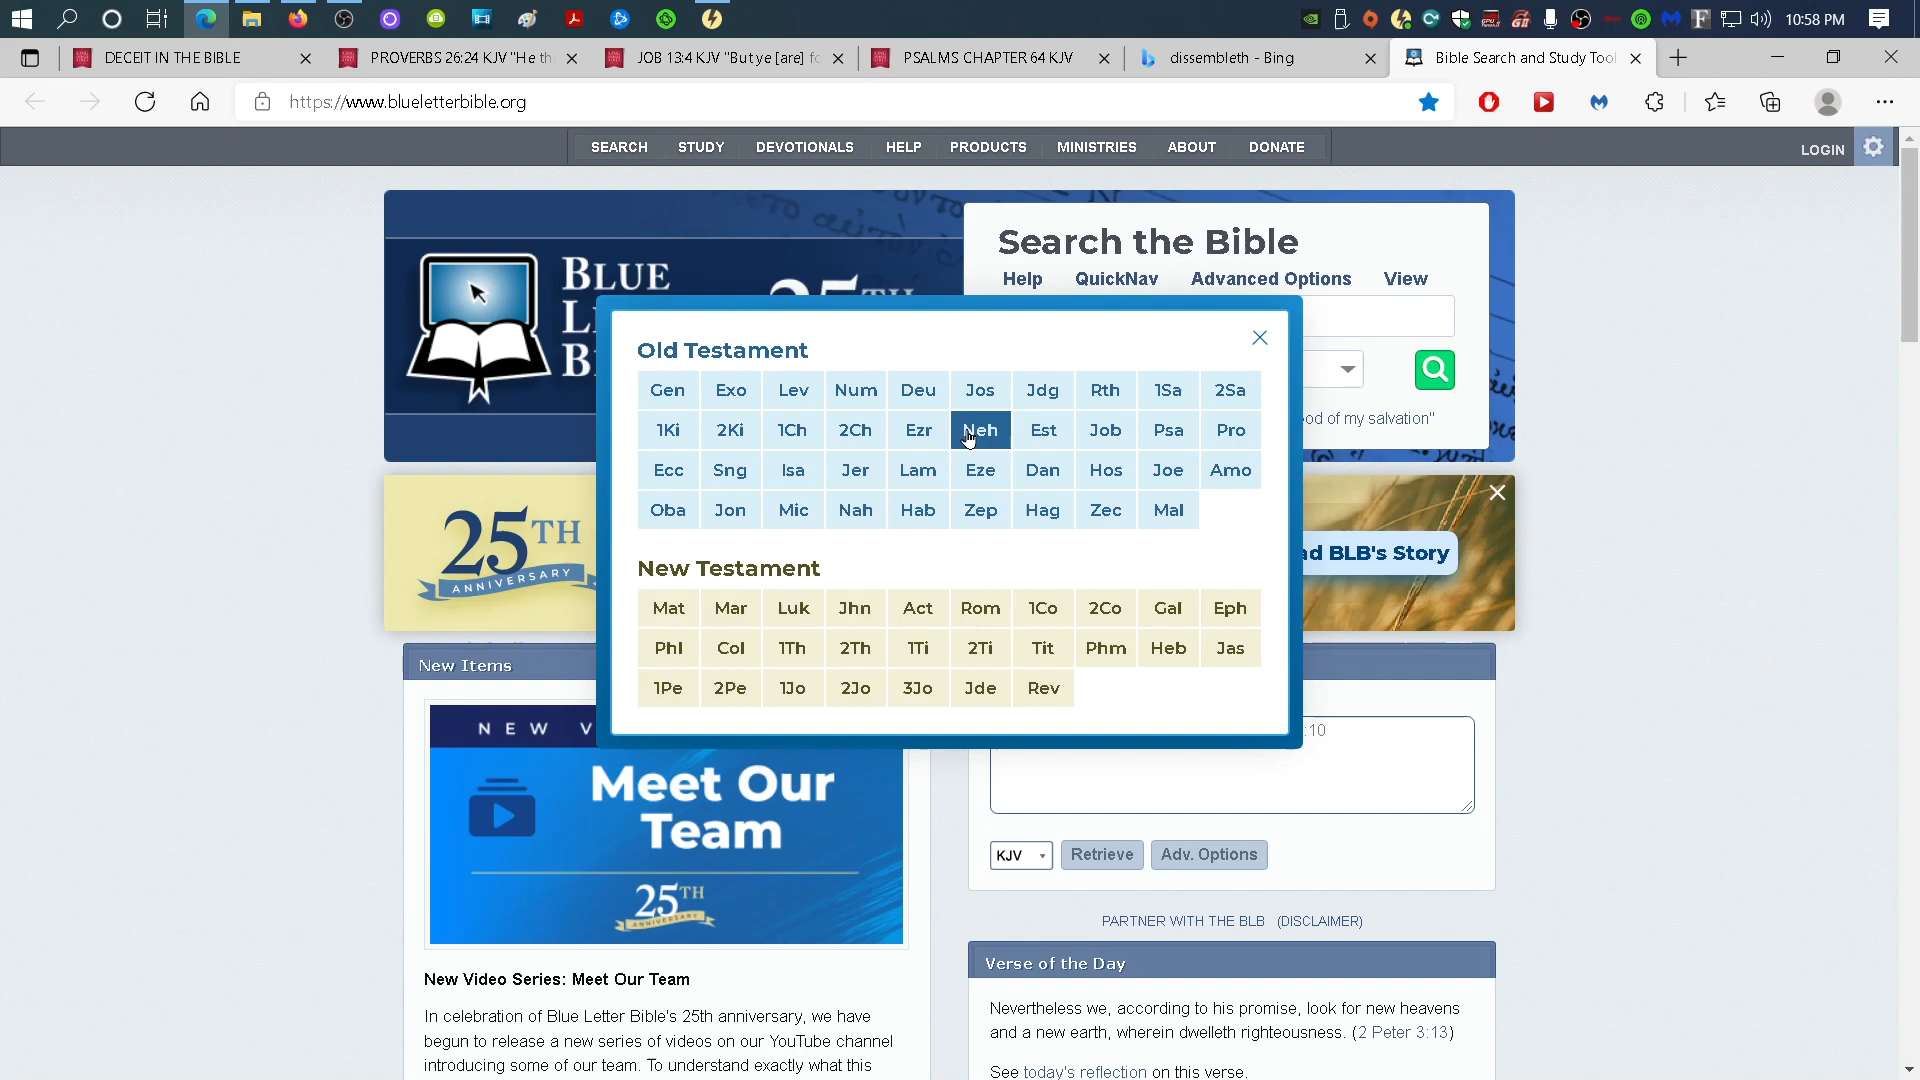 10:58 PM
DECEIT IN THE BIBLE
PROVERBS 26:24 KJV "He th
JOB 13:4 KJV "But ye [are] fo
PSALMS CHAPTER 64 KJV
dissembleth - Bing
Bible Search and Study Tool
https://www.blueletterbible.org
SEARCH STUDY DEVOTIONALS HELP PRODUCTS MINISTRIES ABOUT DONATE
LOGIN
BLUE
25TH
Search the Bible
Help QuickNav Advanced Options View
od of my salvation"
Old Testament
Gen Exo Lev Num Deu Jos Jdg Rth 1Sa 2Sa
1Ki 2Ki 1Ch 2Ch Ezr Neh Est Job Psa Pro
Ecc Sng Isa Jer Lam Eze Dan Hos Joe Amo
Oba Jon Mic Nah Hab Zep Hag Zec Mal
New Testament
Mat Mar Luk Jhn Act Rom 1Co 2Co Gal Eph
Phl Col 1Th 2Th 1Ti 2Ti Tit Phm Heb Jas
1Pe 2Pe 1Jo 2Jo 3Jo Jde Rev
25TH
ANNIVERSARY
ad BLB's Story
New Items
NEW V
Meet Our
Team
25TH
ANNIVERSARY
New Video Series: Meet Our Team
In celebration of Blue Letter Bible's 25th anniversary, we have
begun to release a new series of videos on our YouTube channel
introducing some of our team. To understand exactly what this
:10
KJV
Retrieve
Adv. Options
PARTNER WITH THE BLB (DISCLAIMER)
Verse of the Day
Nevertheless we, according to his promise, look for new heavens
and a new earth, wherein dwelleth righteousness. (2 Peter 3:13)
See today's reflection on this verse.